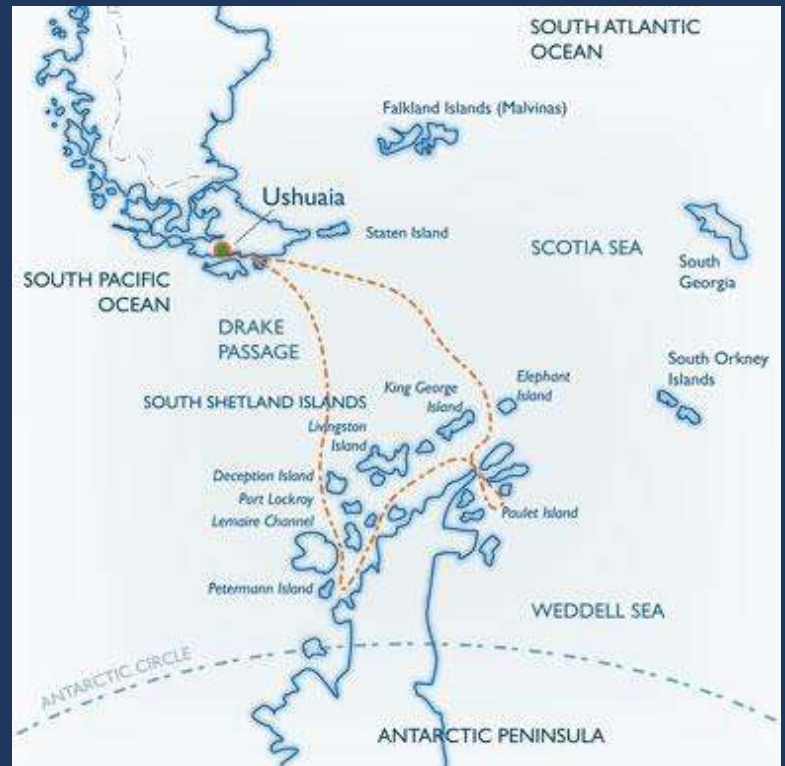 SOUTH ATLANTIC
OCEAN
Falkland Islands (Malvinas)
Ushuaia
Staten Island
SCOTIA SEA
South
Georgia
SOUTH PACIFIC
OCEAN
DRAKE
PASSAGE
South Orkney
Islands
Elephant
Island
King George
Island
SOUTH SHETLAND ISLANDS
Livingston
Island
Deception Island
Port Lockroy
Lemaire Channel
Paulet Island
Petermann Island
WEDDELL SEA
ANTARCTIC CIRCLE
ANTARCTIC PENINSULA